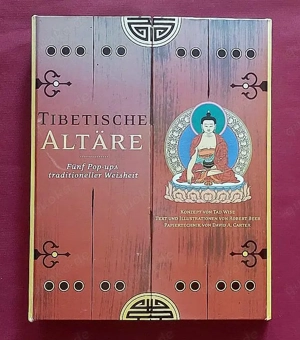 TIBETISCHE
ALTÄRE
Fünf Pop-ups
traditioneller Weisheit
KONZEPT VON TAD WISE
TEXT UND ILLUSTRATIONEN VON ROBERT BEER
PAPIERTECHNIK VON DAVID A. CARTER